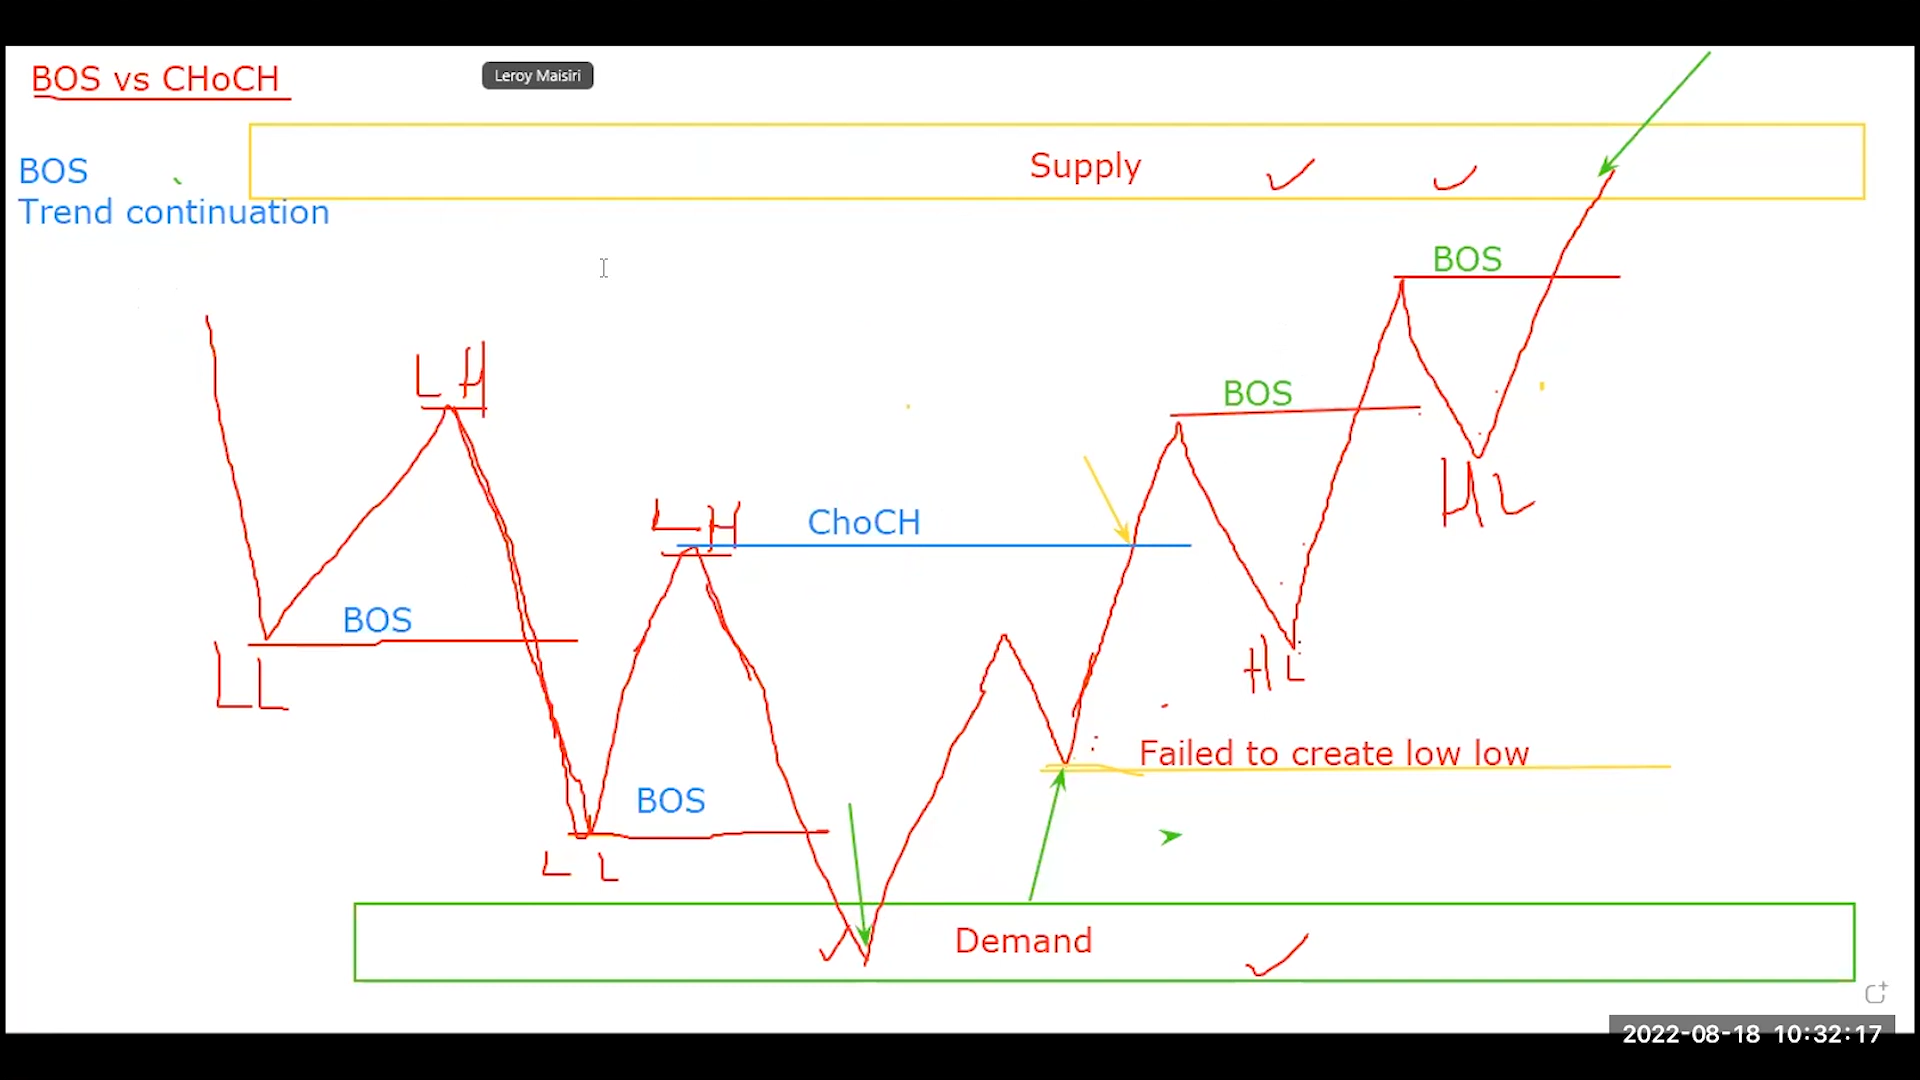 BOS vs CHoCH
Leroy Maisiri
Supply
BOS
Trend continuation
BOS
LH
BOS
HL
LH
ChoCH
BOS
LL
HL
Failed to create low low
BOS
LL
Demand
2022-08-18 10:32:17